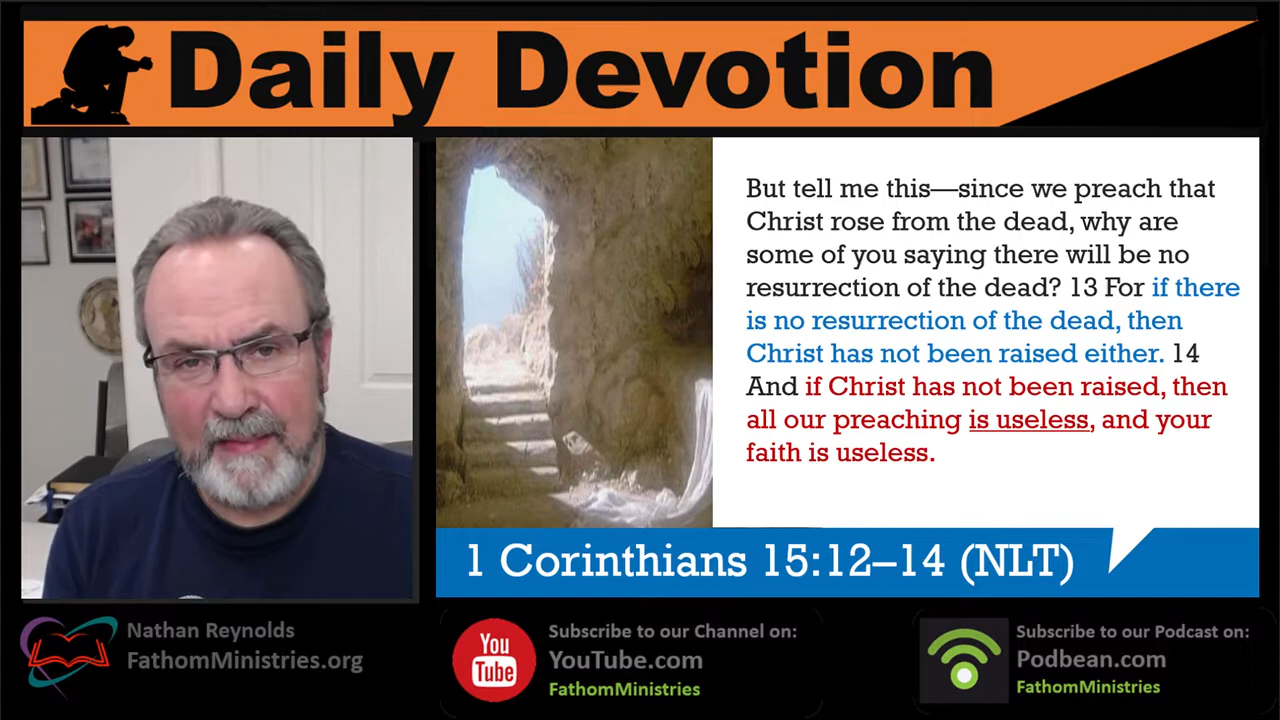 Daily Devotion
But tell me this—since we preach that
Christ rose from the dead, why are
some of you saying there will be no
resurrection of the dead? 13 For if there
is no resurrection of the dead, then
Christ has not been raised either. 14
And if Christ has not been raised, then
all our preaching is useless, and your
faith is useless.
1 Corinthians 15:12–14 (NLT)
Nathan Reynolds
FathomMinistries.org
You
Tube
Subscribe to our Channel on:
YouTube.com
FathomMinistries
Subscribe to our Podcast on:
Podbean.com
FathomMinistries